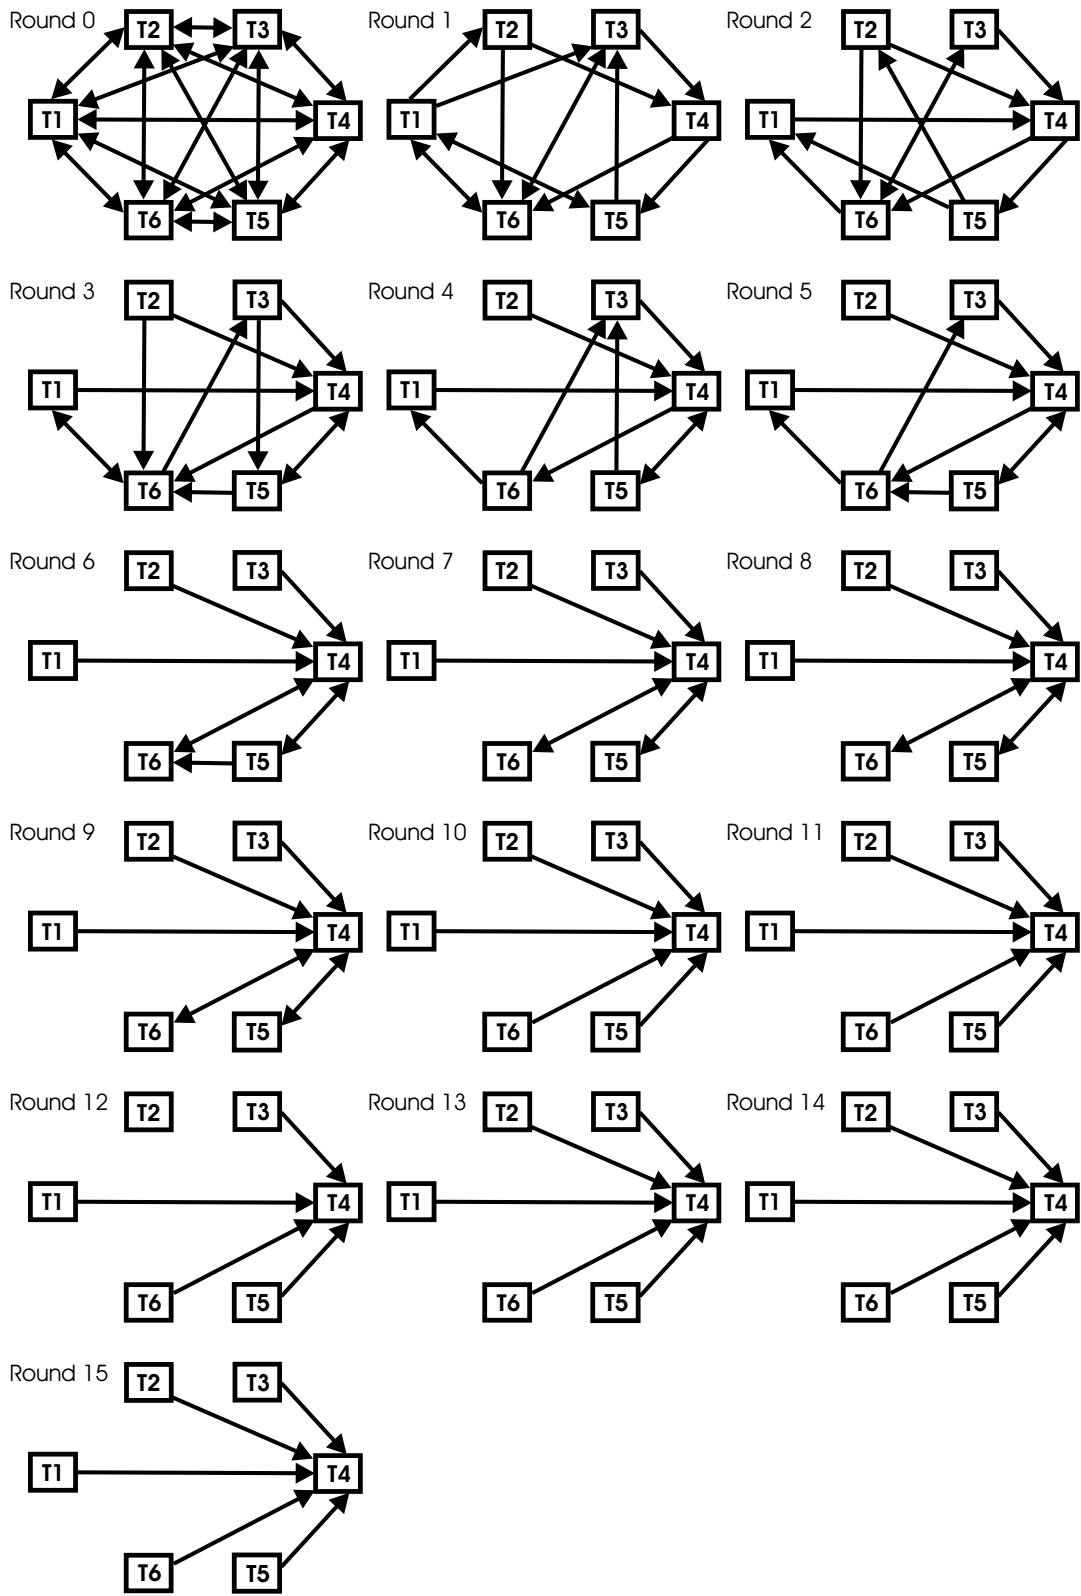 Round 0 T2 T3 Round 1 T2 T3 Round 2 T2 T3
T1 T4 T1 T4 T1 T4
T6 T5 T6 T5 T6 T5
Round 3 T2 T3 Round 4 T2 T3 Round 5 T2 T3
T1 T4 T1 T4 T1 T4
T6 T5 T6 T5 T6 T5
Round 6 T2 T3 Round 7 T2 T3 Round 8 T2 T3
T1 T4 T1 T4 T1 T4
T6 T5 T6 T5 T6 T5
Round 9 T2 T3 Round 10 T2 T3 Round 11 T2 T3
T1 T4 T1 T4 T1 T4
T6 T5 T6 T5 T6 T5
Round 12 T2 T3 Round 13 T2 T3 Round 14 T2 T3
T1 T4 T1 T4 T1 T4
T6 T5 T6 T5 T6 T5
Round 15 T2 T3
T1 T4
T6 T5